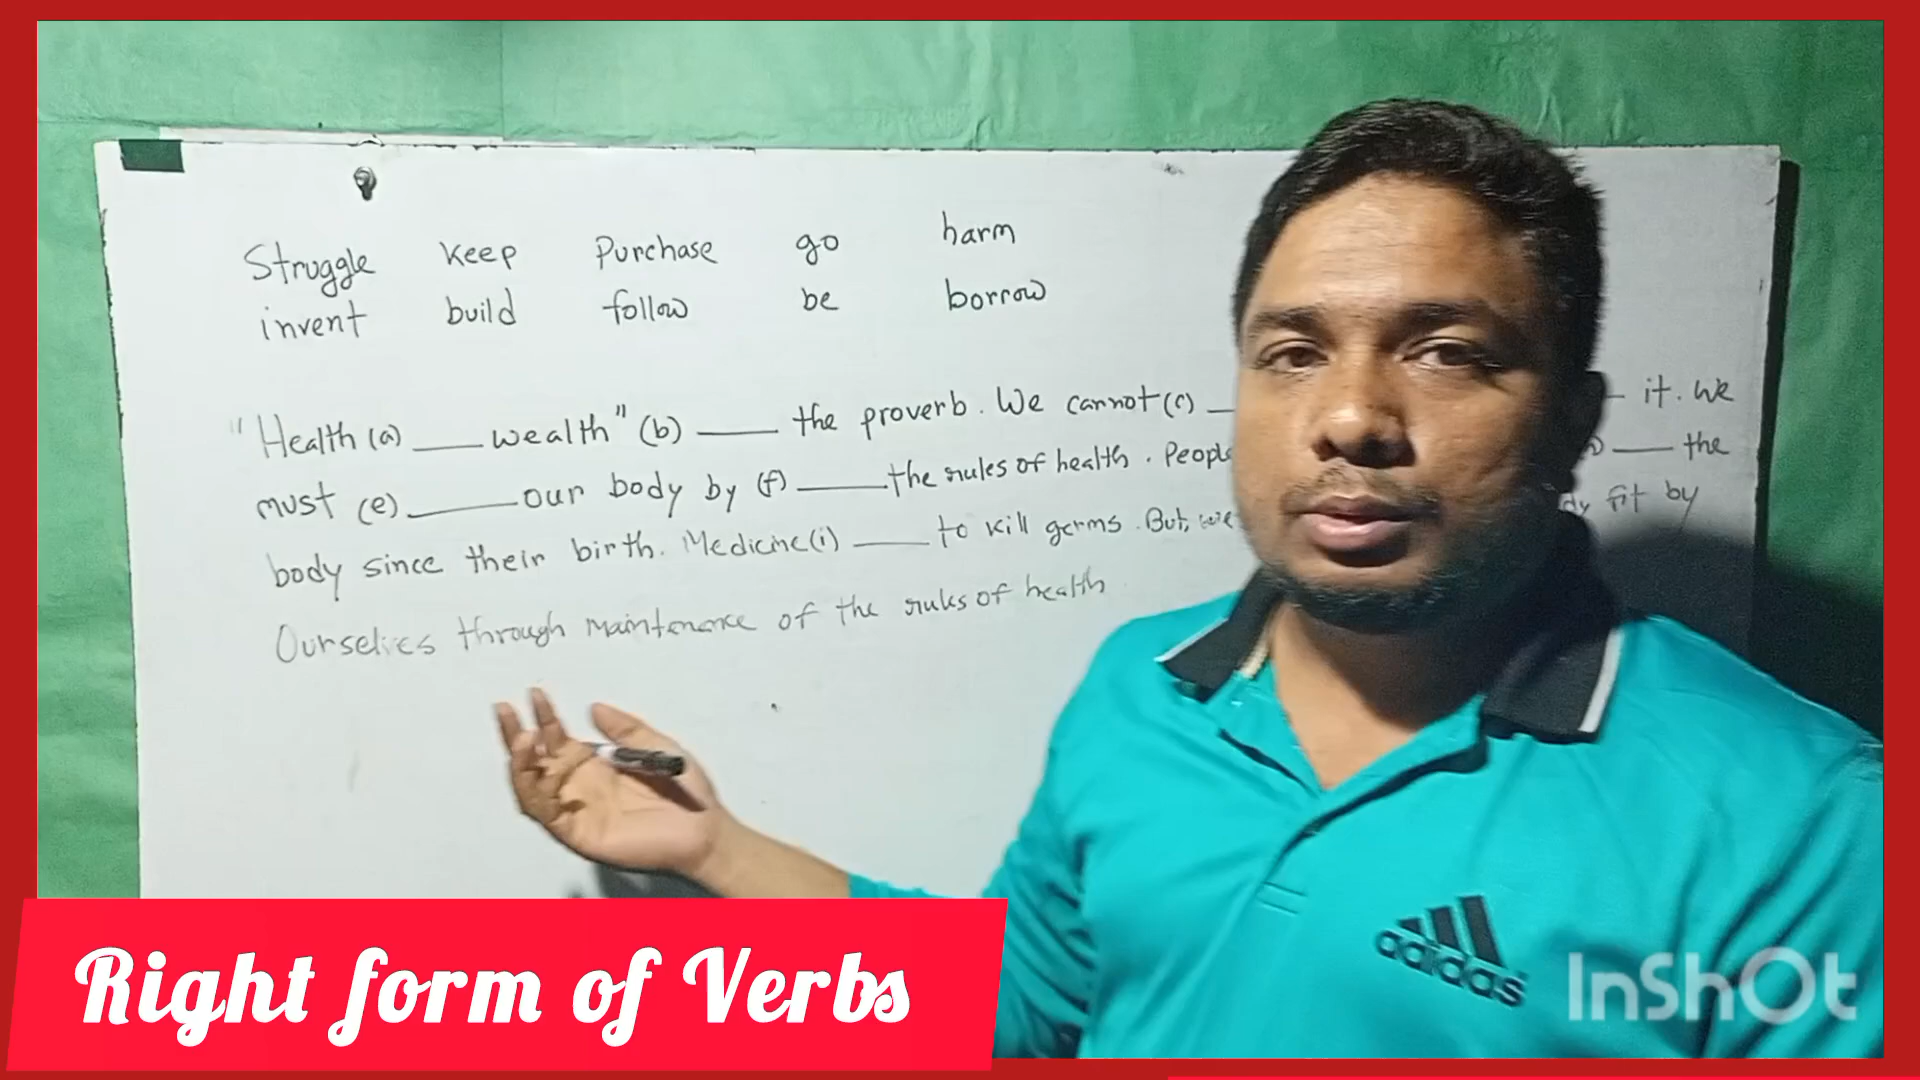 Struggle keep Purchase go harm
invent build follow be borrow
"Health (a) ____ wealth" (b) ____ the proverb. We cannot (c) __ it. We
must (e) ____ our body by (f) ____ the rules of health. ____ the
body since their birth. Medicine (i) ____ to kill germs. But, we fit by
Ourselves through maintenance of the rules of health
Right form of Verbs
adidas
InShOt